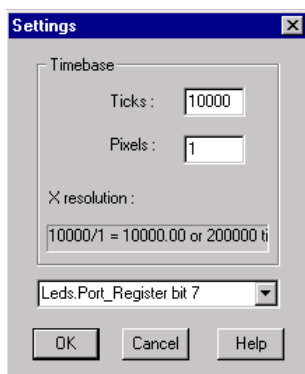 Settings
Timebase
Ticks : 10000
Pixels : 1
X resolution :
10000/1 = 10000.00 or 200000 ti
Leds.Port_Register bit 7
OK Cancel Help